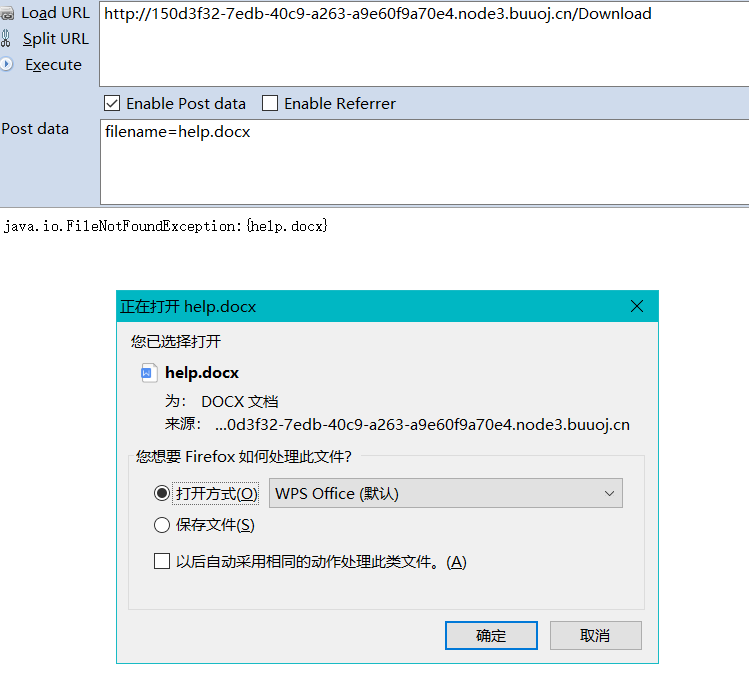 Load URL
http://150d3f32-7edb-40c9-a263-a9e60f9a70e4.node3.buuoj.cn/Download
Split URL
Execute
Enable Post data Enable Referrer
Post data
filename=help.docx
java.io.FileNotFoundException:{help.docx}
正在打开 help.docx
您已选择打开
help.docx
为: DOCX 文档
来源: ...0d3f32-7edb-40c9-a263-a9e60f9a70e4.node3.buuoj.cn
您想要 Firefox 如何处理此文件?
打开方式(O) WPS Office (默认)
保存文件(S)
以后自动采用相同的动作处理此类文件。(A)
确定 取消